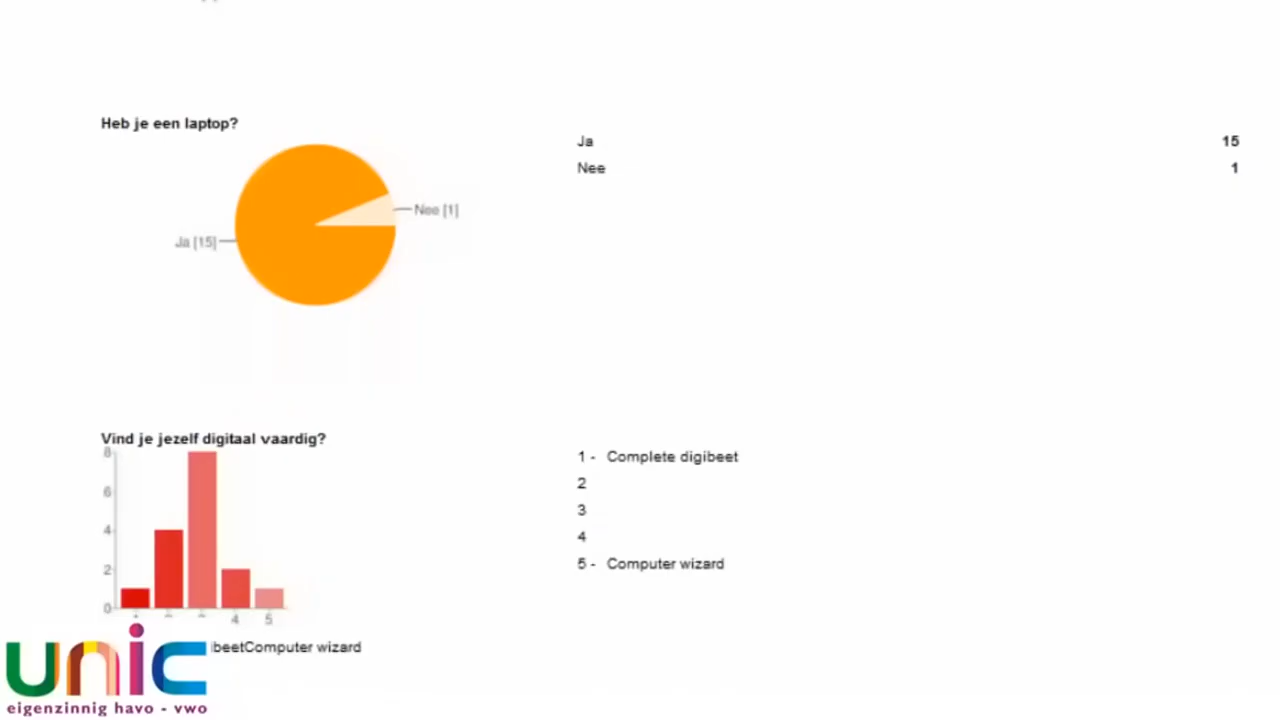 Heb je een laptop?
Ja 15
Nee 1
Nee [1]
Ja [15]
Vind je jezelf digitaal vaardig?
8
6
4
2
0
4 5
1 - Complete digibeet
2
3
4
5 - Computer wizard
ibeetComputer wizard
unic
eigenzinnig havo - vwo